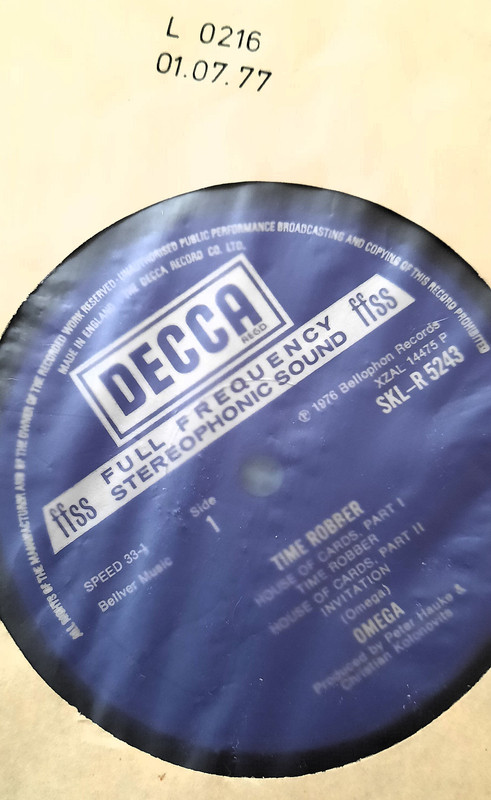 L 0216
01.07.77
ALL RIGHTS OF THE MANUFACTURER AND OF THE OWNER OF THE RECORDED WORK RESERVED · UNAUTHORISED PUBLIC PERFORMANCE BROADCASTING AND COPYING OF THIS RECORD PROHIBITED
MADE IN ENGLAND · THE DECCA RECORD CO. LTD.
DECCA
REGD
ffss FULL FREQUENCY ffss
STEREOPHONIC SOUND
℗ 1976 Bellophon Records
XZAL 14475 P
SKL-R 5243
Side
1
SPEED 33⅓
Bellver Music
TIME ROBBER
HOUSE OF CARDS, PART I
TIME ROBBER
HOUSE OF CARDS, PART II
INVITATION
(Omega)
OMEGA
Produced by Peter Hauke &
Christian Kolonovits